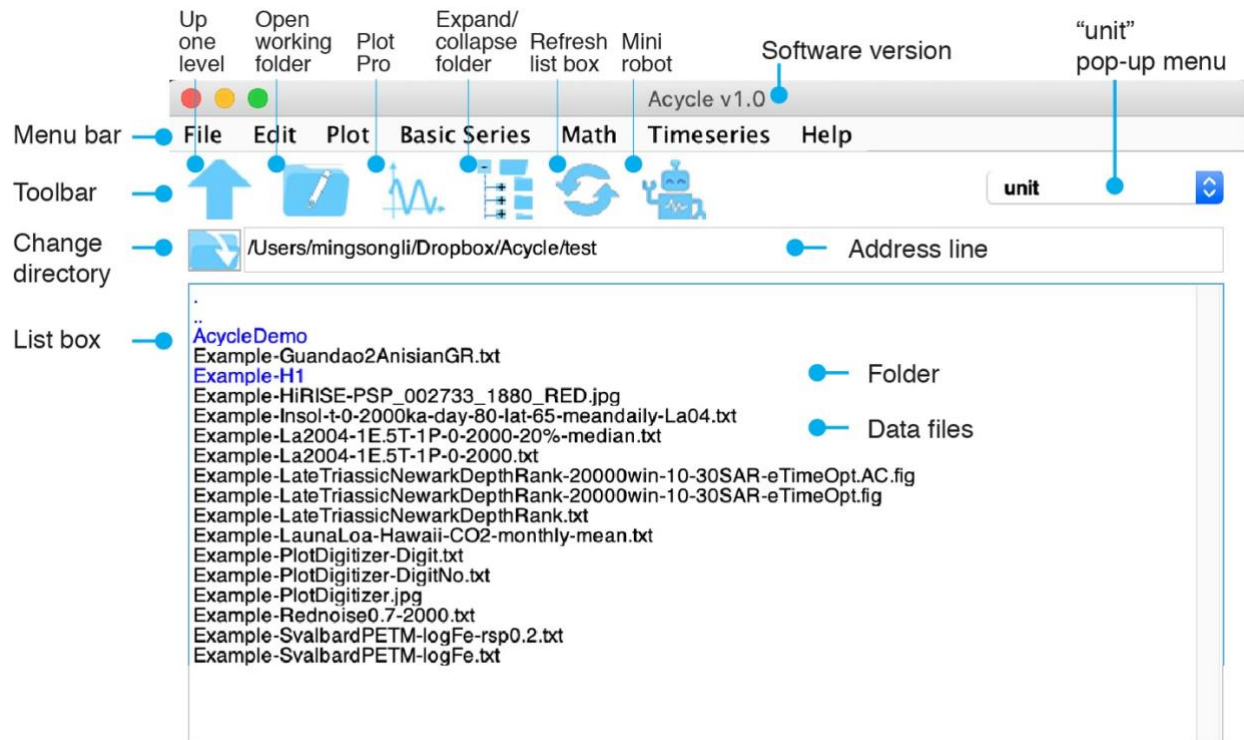 Up
one
level
Open
working
folder
Plot
Pro
Expand/
collapse
folder
Refresh
list box
Mini
robot
Software version
“unit”
pop-up menu
Acycle v1.0
Menu bar
File Edit Plot Basic Series Math Timeseries Help
Toolbar
unit
Change
directory
/Users/mingsongli/Dropbox/Acycle/test
Address line
List box
.
..
AcycleDemo
Example-Guandao2AnisianGR.txt
Example-H1
Example-HiRISE-PSP_002733_1880_RED.jpg
Example-Insol-t-0-2000ka-day-80-lat-65-meandaily-La04.txt
Example-La2004-1E.5T-1P-0-2000-20%-median.txt
Example-La2004-1E.5T-1P-0-2000.txt
Example-LateTriassicNewarkDepthRank-20000win-10-30SAR-eTimeOpt.AC.fig
Example-LateTriassicNewarkDepthRank-20000win-10-30SAR-eTimeOpt.fig
Example-LateTriassicNewarkDepthRank.txt
Example-LaunaLoa-Hawaii-CO2-monthly-mean.txt
Example-PlotDigitizer-Digit.txt
Example-PlotDigitizer-DigitNo.txt
Example-PlotDigitizer.jpg
Example-Rednoise0.7-2000.txt
Example-SvalbardPETM-logFe-rsp0.2.txt
Example-SvalbardPETM-logFe.txt
Folder
Data files